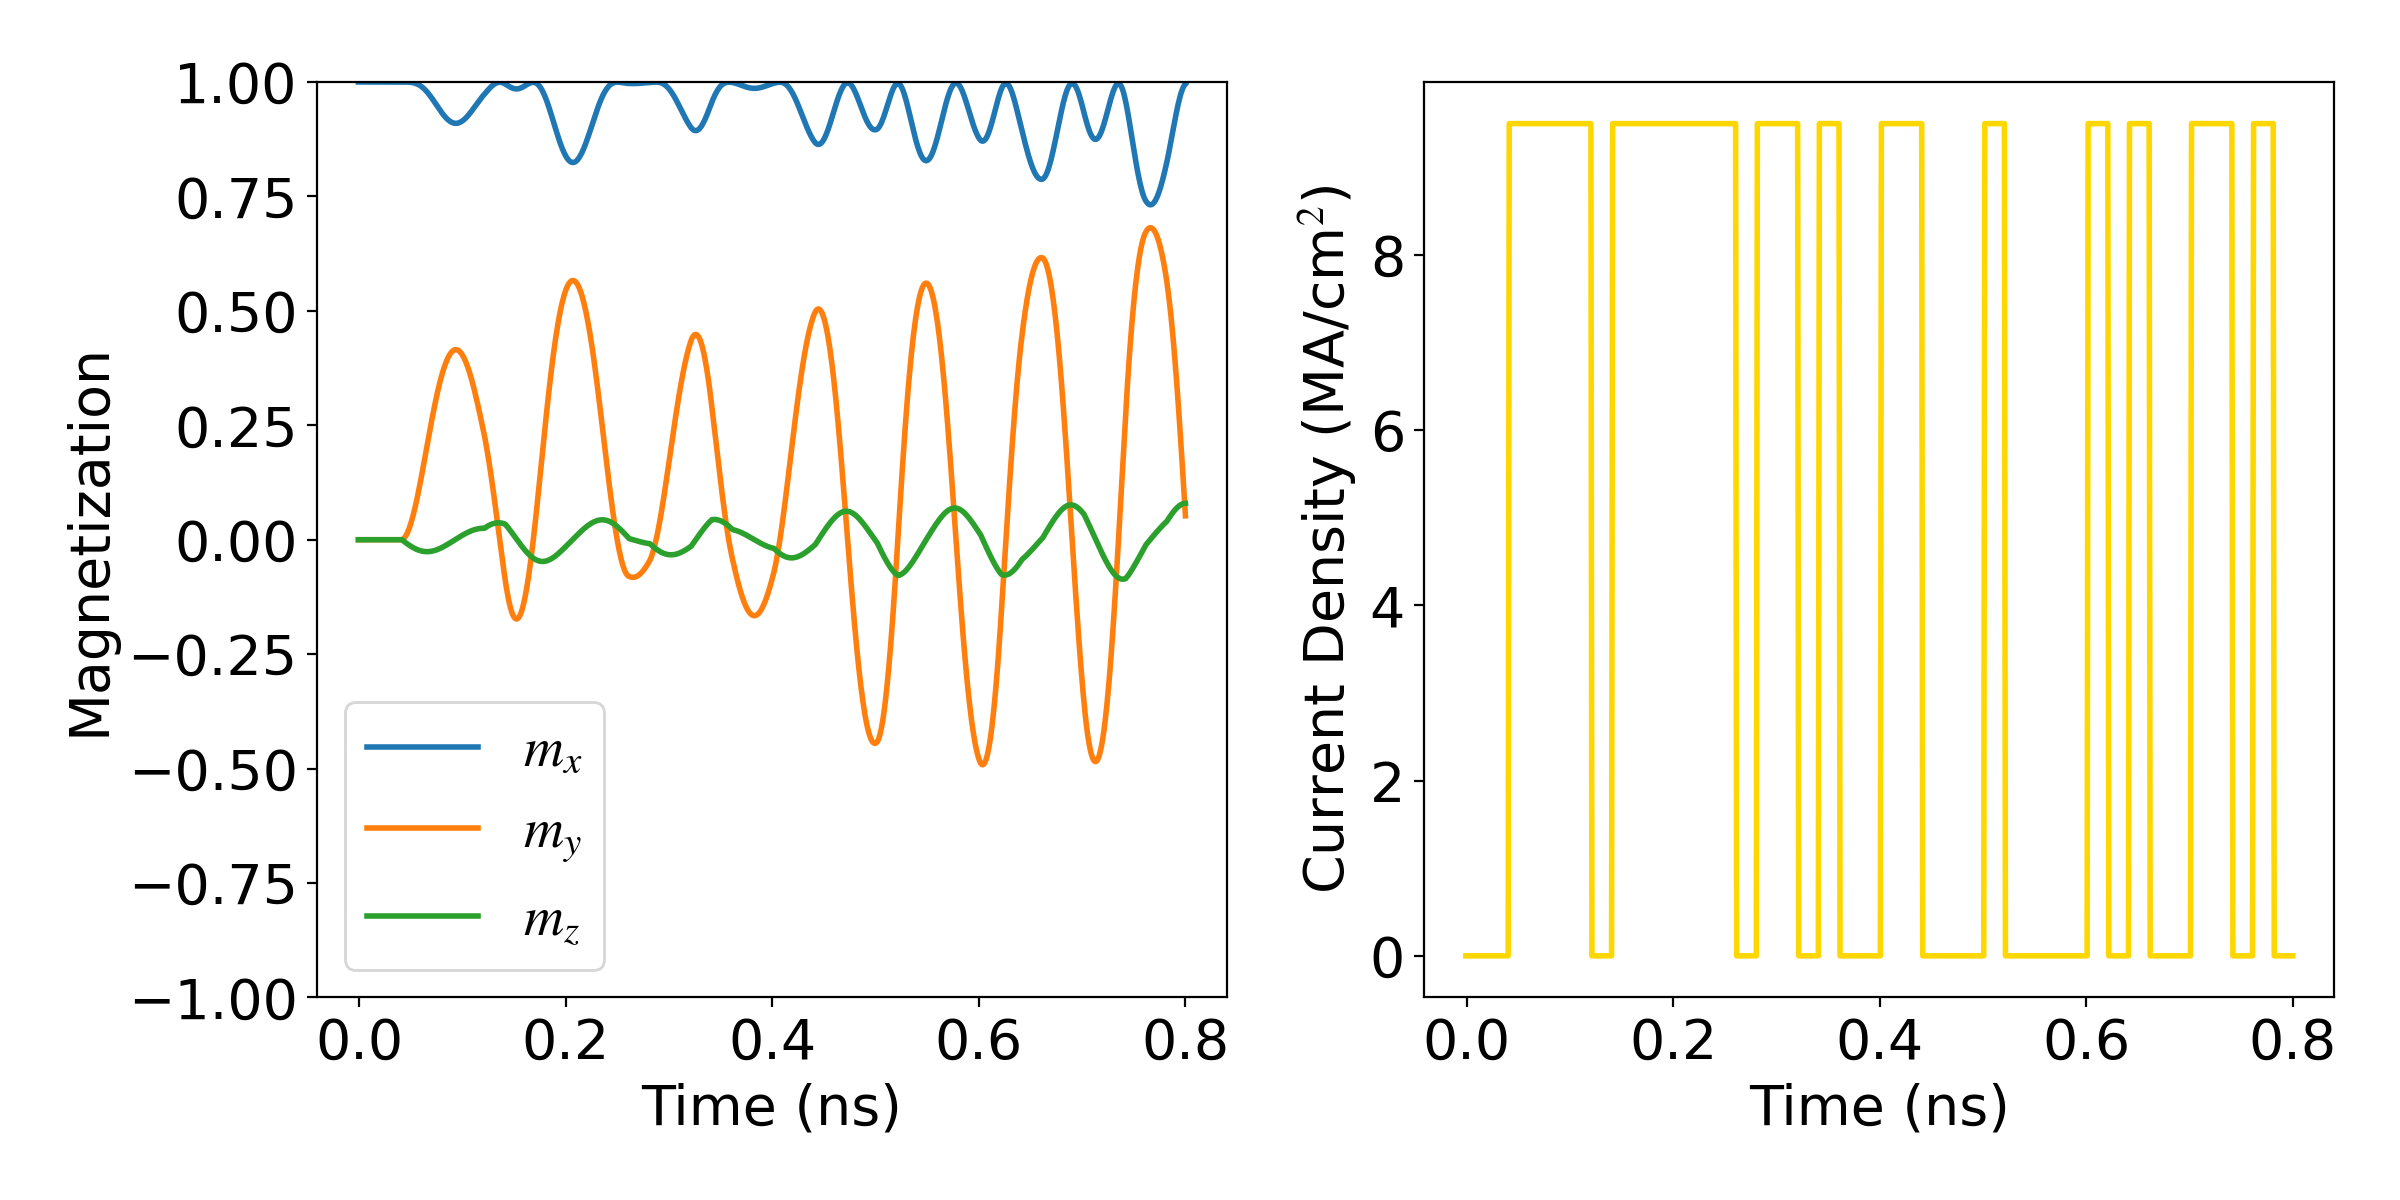 1.00
0.75
0.50
0.25
0.00
−0.25
−0.50
−0.75
−1.00
Magnetization
m_x
m_y
m_z
0.0 0.2 0.4 0.6 0.8
Time (ns)
8
6
4
2
0
Current Density (MA/cm²)
0.0 0.2 0.4 0.6 0.8
Time (ns)